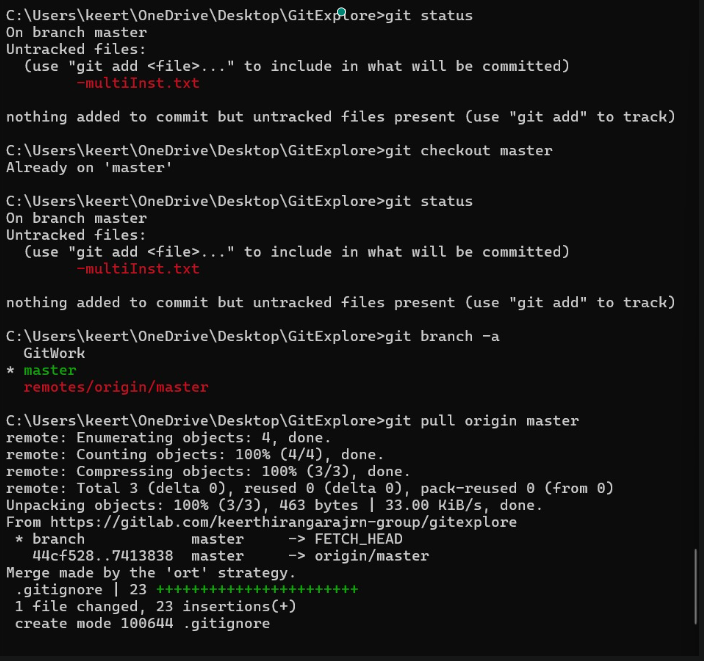 C:\Users\keert\OneDrive\Desktop\GitExplore>git status
On branch master
Untracked files:
  (use "git add <file>..." to include in what will be committed)
        ~multiInst.txt

nothing added to commit but untracked files present (use "git add" to track)

C:\Users\keert\OneDrive\Desktop\GitExplore>git checkout master
Already on 'master'

C:\Users\keert\OneDrive\Desktop\GitExplore>git status
On branch master
Untracked files:
  (use "git add <file>..." to include in what will be committed)
        ~multiInst.txt

nothing added to commit but untracked files present (use "git add" to track)

C:\Users\keert\OneDrive\Desktop\GitExplore>git branch -a
  GitWork
* master
  remotes/origin/master

C:\Users\keert\OneDrive\Desktop\GitExplore>git pull origin master
remote: Enumerating objects: 4, done.
remote: Counting objects: 100% (4/4), done.
remote: Compressing objects: 100% (3/3), done.
remote: Total 3 (delta 0), reused 0 (delta 0), pack-reused 0 (from 0)
Unpacking objects: 100% (3/3), 463 bytes | 33.00 KiB/s, done.
From https://gitlab.com/keerthirangarajrn-group/gitexplore
 * branch            master     -> FETCH_HEAD
   44cf528..7413838  master     -> origin/master
Merge made by the 'ort' strategy.
 .gitignore | 23 +++++++++++++++++++++++
 1 file changed, 23 insertions(+)
 create mode 100644 .gitignore